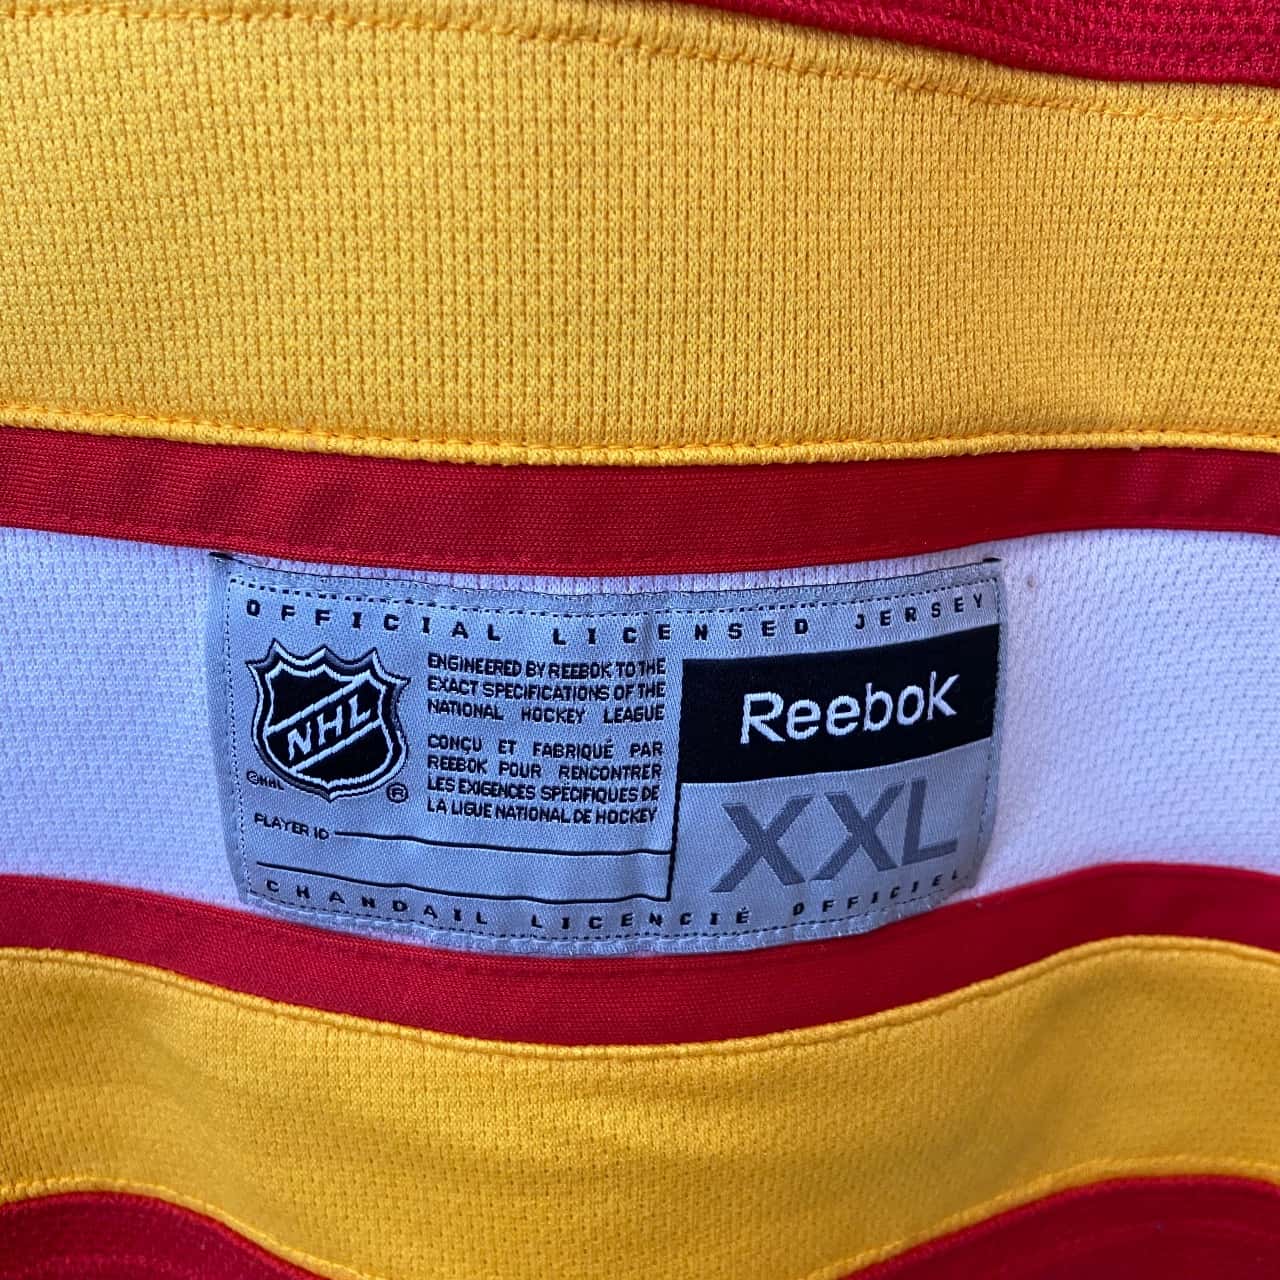 OFFICIAL LICENSED JERSEY
NHL
©NHL
®
ENGINEERED BY REEBOK TO THE
EXACT SPECIFICATIONS OF THE
NATIONAL HOCKEY LEAGUE
CONÇU ET FABRIQUÉ PAR
REEBOK POUR RENCONTRER
LES EXIGENCES SPÉCIFIQUES DE
LA LIGUE NATIONAL DE HOCKEY
PLAYER ID
Reebok
XXL
CHANDAIL LICENCIÉ OFFICIEL